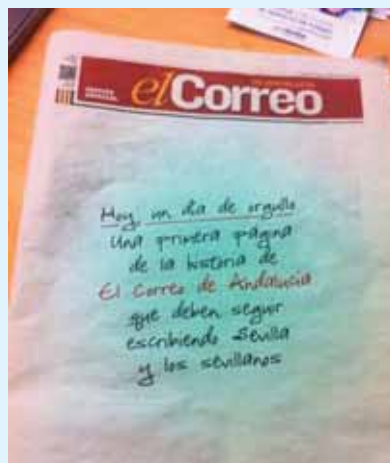 el Correo
Hoy, un día de orgullo
Una primera página
de la historia de
El Correo de Andalucía
que deben seguir
escribiendo Sevilla
y los sevillanos